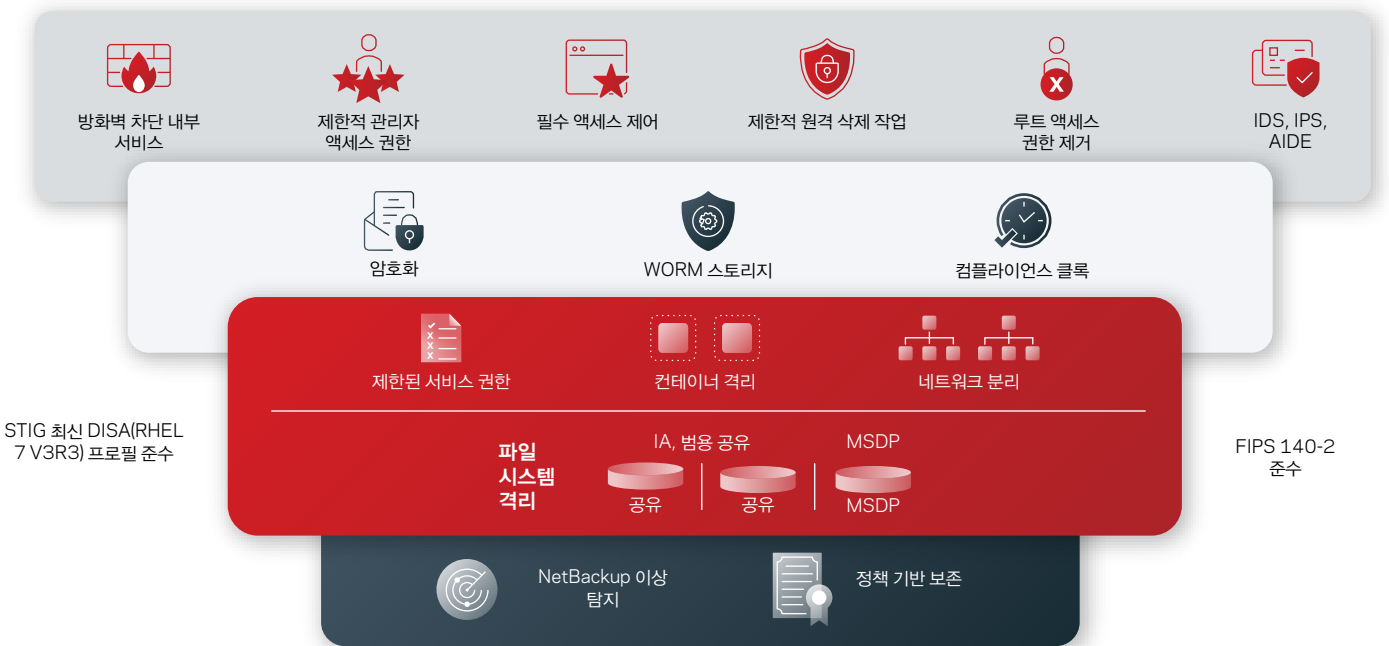 방화벽 차단 내부
서비스
제한적 관리자
액세스 권한
필수 액세스 제어
제한적 원격 삭제 작업
X
루트 액세스
권한 제거
IDS, IPS,
AIDE
암호화
WORM 스토리지
컴플라이언스 클록
제한된 서비스 권한
컨테이너 격리
네트워크 분리
STIG 최신 DISA(RHEL
7 V3R3) 프로필 준수
파일
시스템
격리
IA, 범용 공유
공유
공유
MSDP
MSDP
FIPS 140-2
준수
NetBackup 이상
탐지
정책 기반 보존